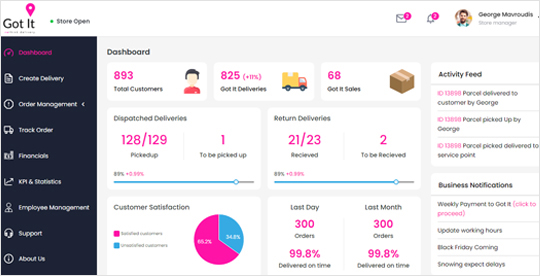 Got It
Store Open
2
2
George Mavroudis
Store manager
Dashboard
Create Delivery
Order Management
Track Order
Financials
KPI & Statistics
Employee Management
Support
About Us
Dashboard
893
Total Customers
825 (+11%)
Got It Deliveries
68
Got It Sales
Dispatched Deliveries
128/129
Pickedup
1
To be picked up
89% +0.99%
Return Deliveries
21/23
Recieved
2
To be Recieved
89% +0.88%
Customer Satisfaction
Satisfied customers
Unsatisfied customers
65.2%
34.8%
Last Day
300
Orders
99.8%
Delivered on time
Last Month
300
Orders
99.8%
Delivered on time
Activity Feed
ID:13898 Parcel delivered to
customer by George
ID:13898 Parcel picked Up by
George
ID:13898 Parcel picked delivered to
service point
Business Notifications
Weekly Payment to Got It (click to
proceed)
Update working hours
Black Friday Coming
Showing expect delays